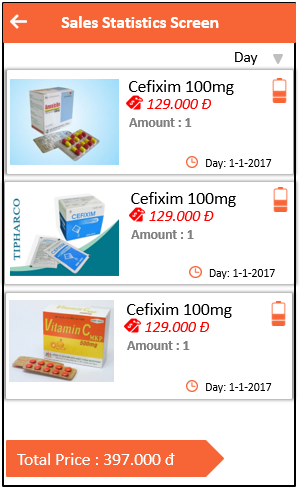 Sales Statistics Screen
Day
Cefixim 100mg
129.000 Đ
Amount : 1
Day: 1-1-2017
TIPHARCO
CEFIXIM
Cefixim 100mg
129.000 Đ
Amount : 1
Day: 1-1-2017
Vitamin C
500mg
Cefixim 100mg
129.000 Đ
Amount : 1
Day: 1-1-2017
Total Price : 397.000 đ